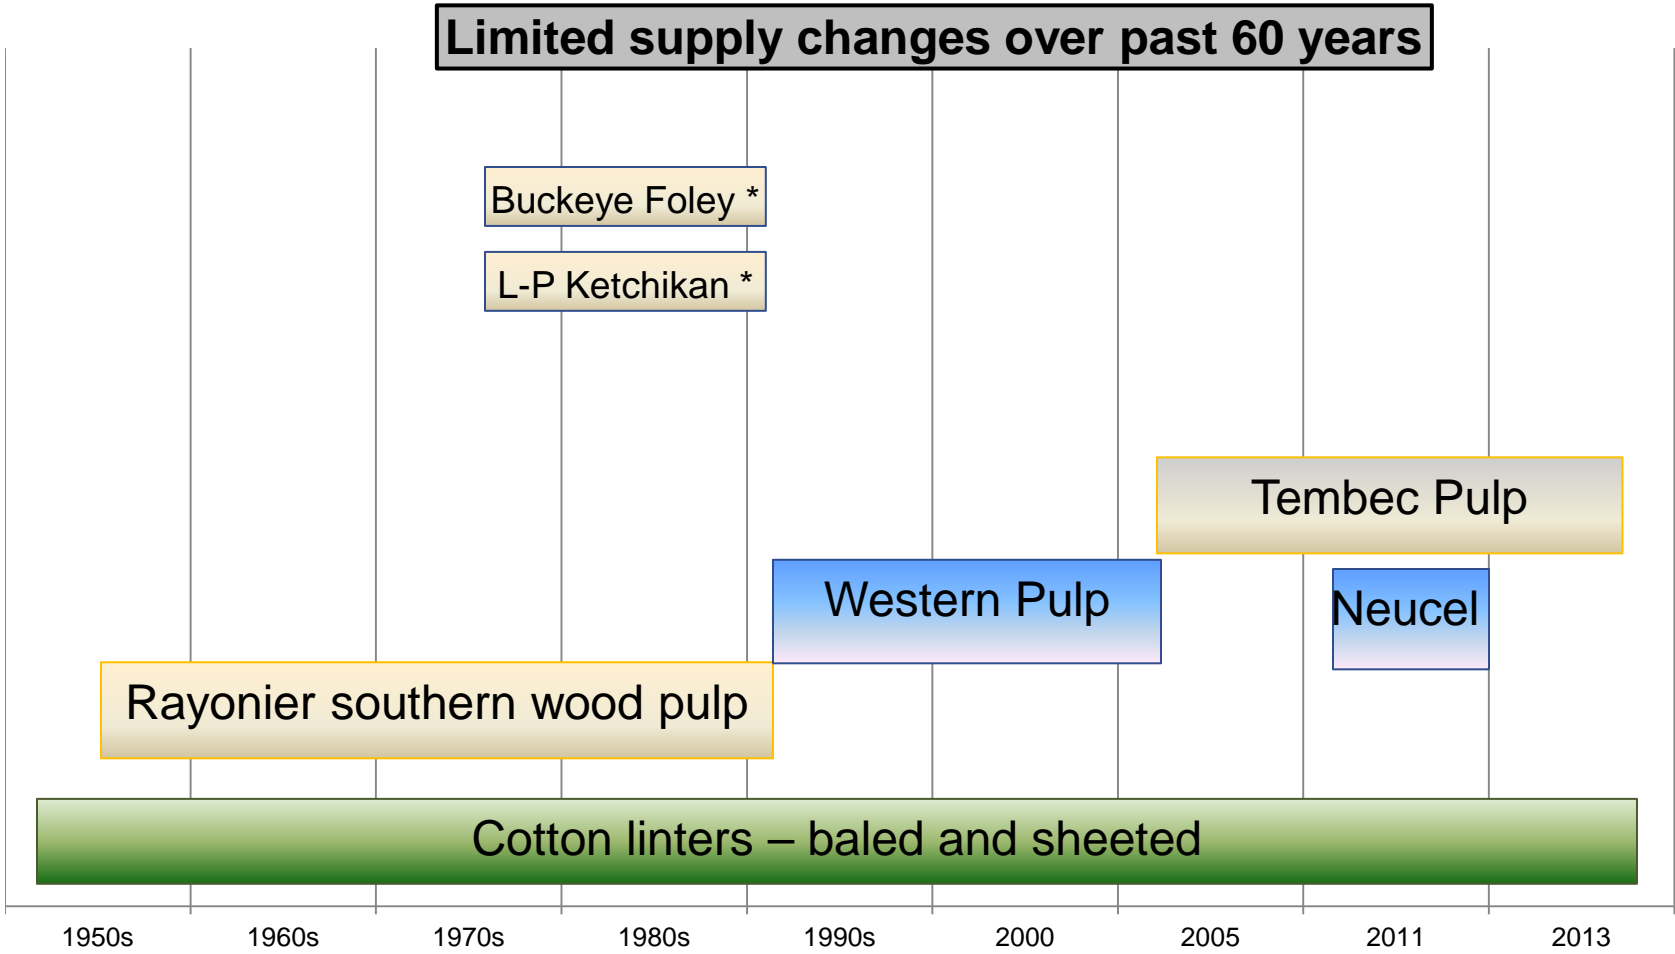 Limited supply changes over past 60 years
Buckeye Foley *
L-P Ketchikan *
Tembec Pulp
Western Pulp
Neucel
Rayonier southern wood pulp
Cotton linters – baled and sheeted
1950s 1960s 1970s 1980s 1990s 2000 2005 2011 2013